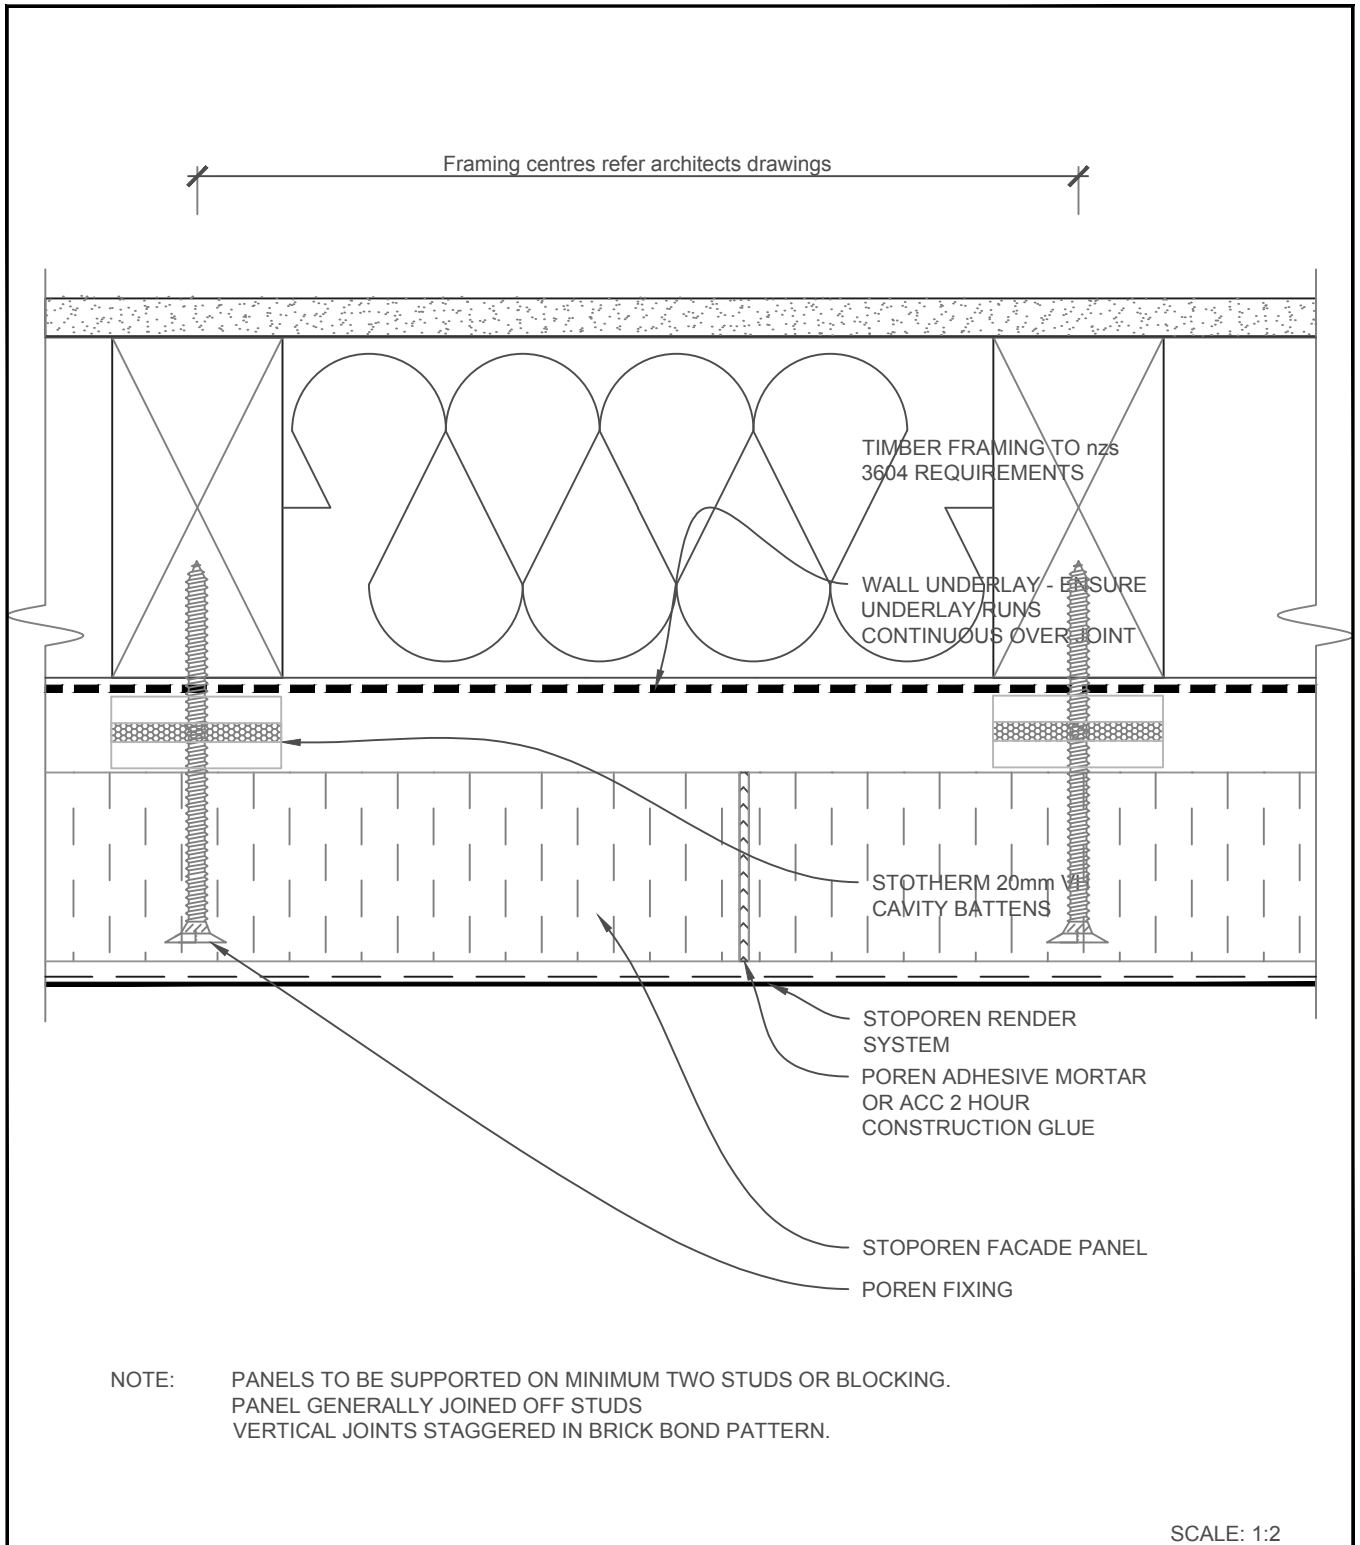 Framing centres refer architects drawings
TIMBER FRAMING TO nzs
3604 REQUIREMENTS
WALL UNDERLAY - ENSURE
UNDERLAY RUNS
CONTINUOUS OVER JOINT
STOTHERM 20mm VH
CAVITY BATTENS
STOPOREN RENDER
SYSTEM
POREN ADHESIVE MORTAR
OR ACC 2 HOUR
CONSTRUCTION GLUE
STOPOREN FACADE PANEL
POREN FIXING
NOTE: PANELS TO BE SUPPORTED ON MINIMUM TWO STUDS OR BLOCKING.
PANEL GENERALLY JOINED OFF STUDS
VERTICAL JOINTS STAGGERED IN BRICK BOND PATTERN.
SCALE: 1:2